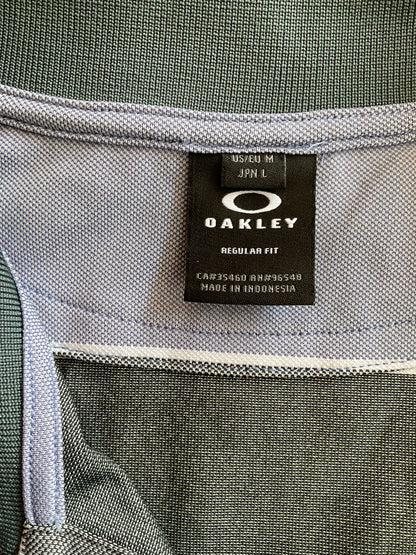 US/EU M
JPN L
OAKLEY
REGULAR FIT
CA#35460 RN#96548
MADE IN INDONESIA